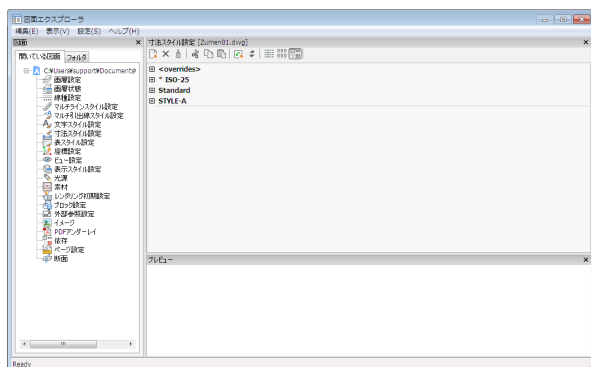 図面エクスプローラ
編集(E) 表示(V) 設定(S) ヘルプ(H)
図面
開いている図面 フォルダ
C:¥Users¥support¥Documents¥
画層設定
画層状態
線種設定
マルチラインスタイル設定
マルチ引出線スタイル設定
文字スタイル設定
寸法スタイル設定
表スタイル設定
座標設定
ビュー設定
表示スタイル設定
光源
素材
レンダリング初期設定
ブロック設定
外部参照設定
イメージ
PDFアンダーレイ
依存
ページ設定
断面
寸法スタイル設定 [Zumen01.dwg]
<overrides>
* ISO-25
Standard
STYLE-A
プレビュー
Ready